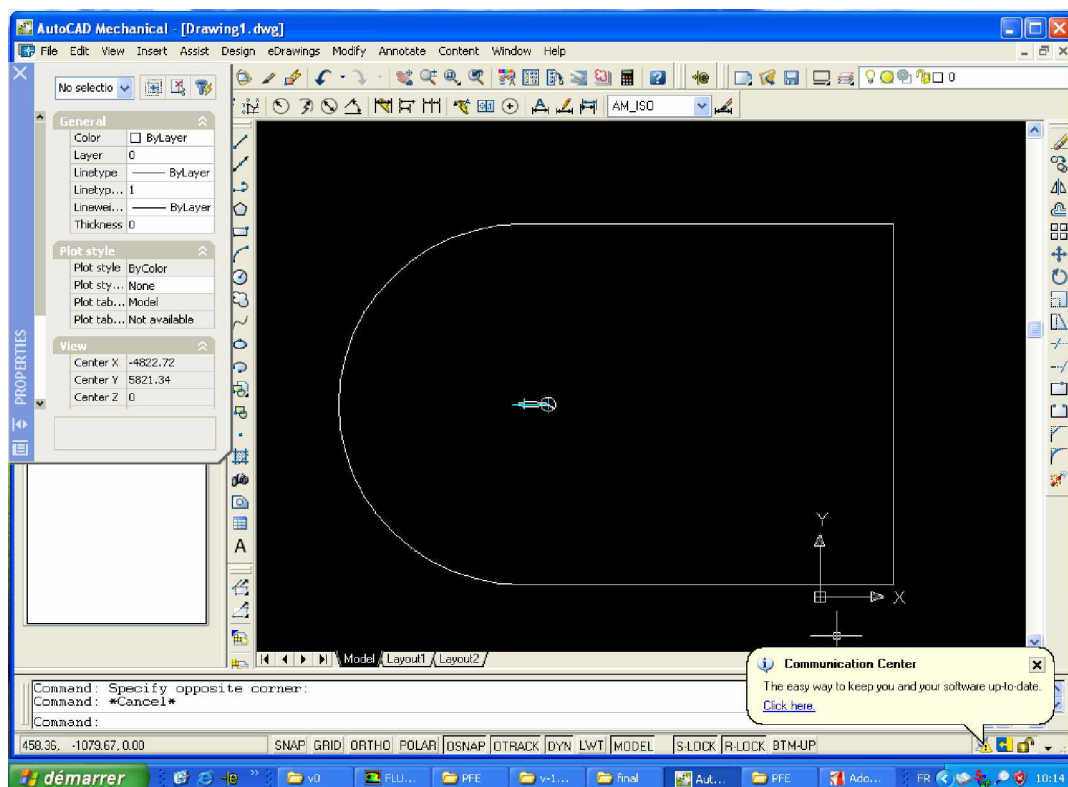 AutoCAD Mechanical - [Drawing1.dwg]
File Edit View Insert Assist Design eDrawings Modify Annotate Content Window Help
No selectio
0
AM_ISO
General
Color ByLayer
Layer 0
Linetype ByLayer
Linetyp... 1
Linewei... ByLayer
Thickness 0
Plot style
Plot style ByColor
Plot sty... None
Plot tab... Model
Plot tab... Not available
View
Center X -4822.72
Center Y 5821.34
Center Z 0
PROPERTIES
A
Y
X
Model Layout1 Layout2
Communication Center
The easy way to keep you and your software up-to-date.
Click here.
Command: Specify opposite corner:
Command: *Cancel*
Command:
458.36, -1079.67, 0.00 SNAP GRID ORTHO POLAR OSNAP OTRACK DYN LWT MODEL S-LOCK R-LOCK BTM-UP
démarrer v0 FLU... PFE v-1... final Aut... PFE Ado... FR 10:14